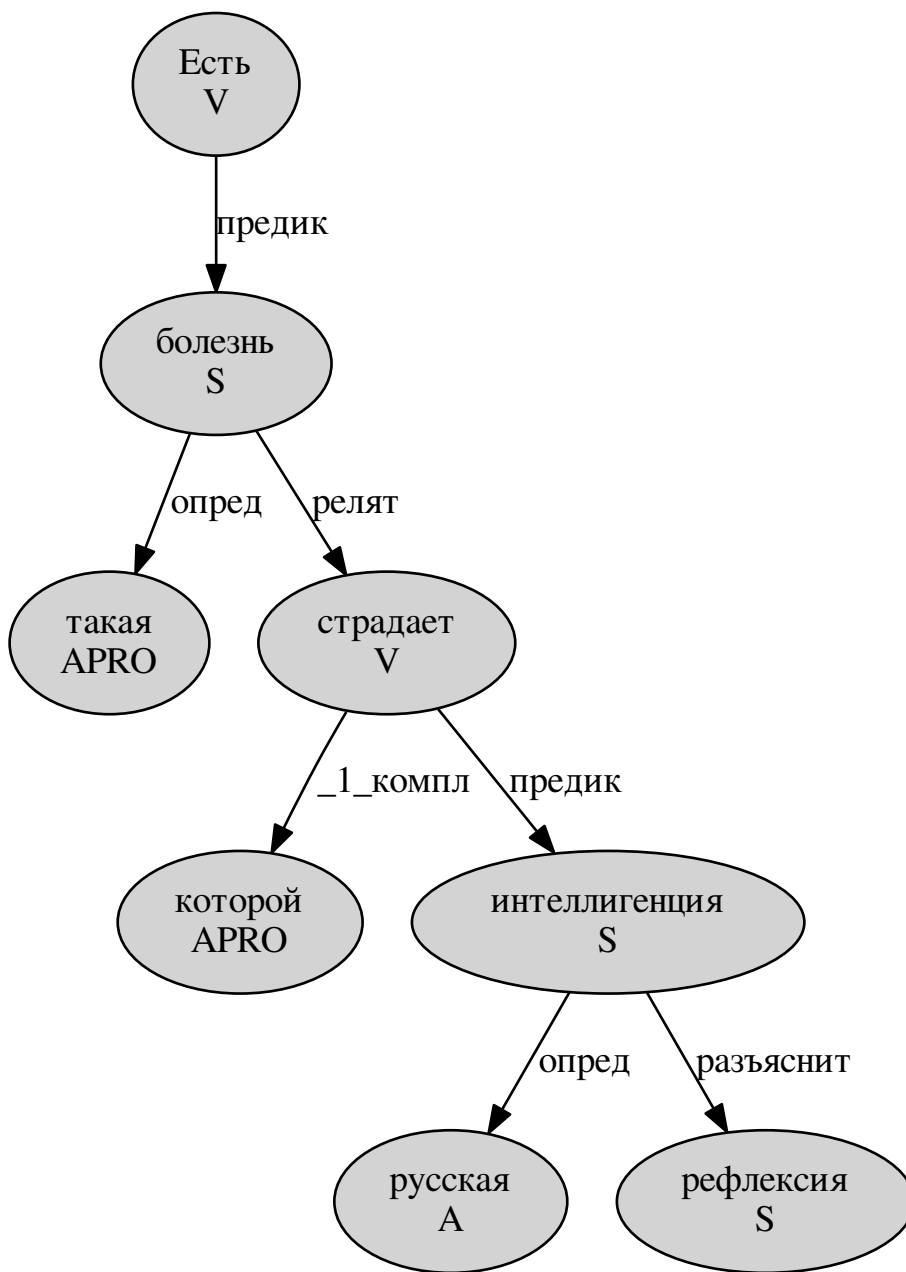 Есть
V
предик
болезнь
S
опред
релят
такая
APRO
страдает
V
_1_компл
предик
которой
APRO
интеллигенция
S
опред
разъяснит
русская
A
рефлексия
S